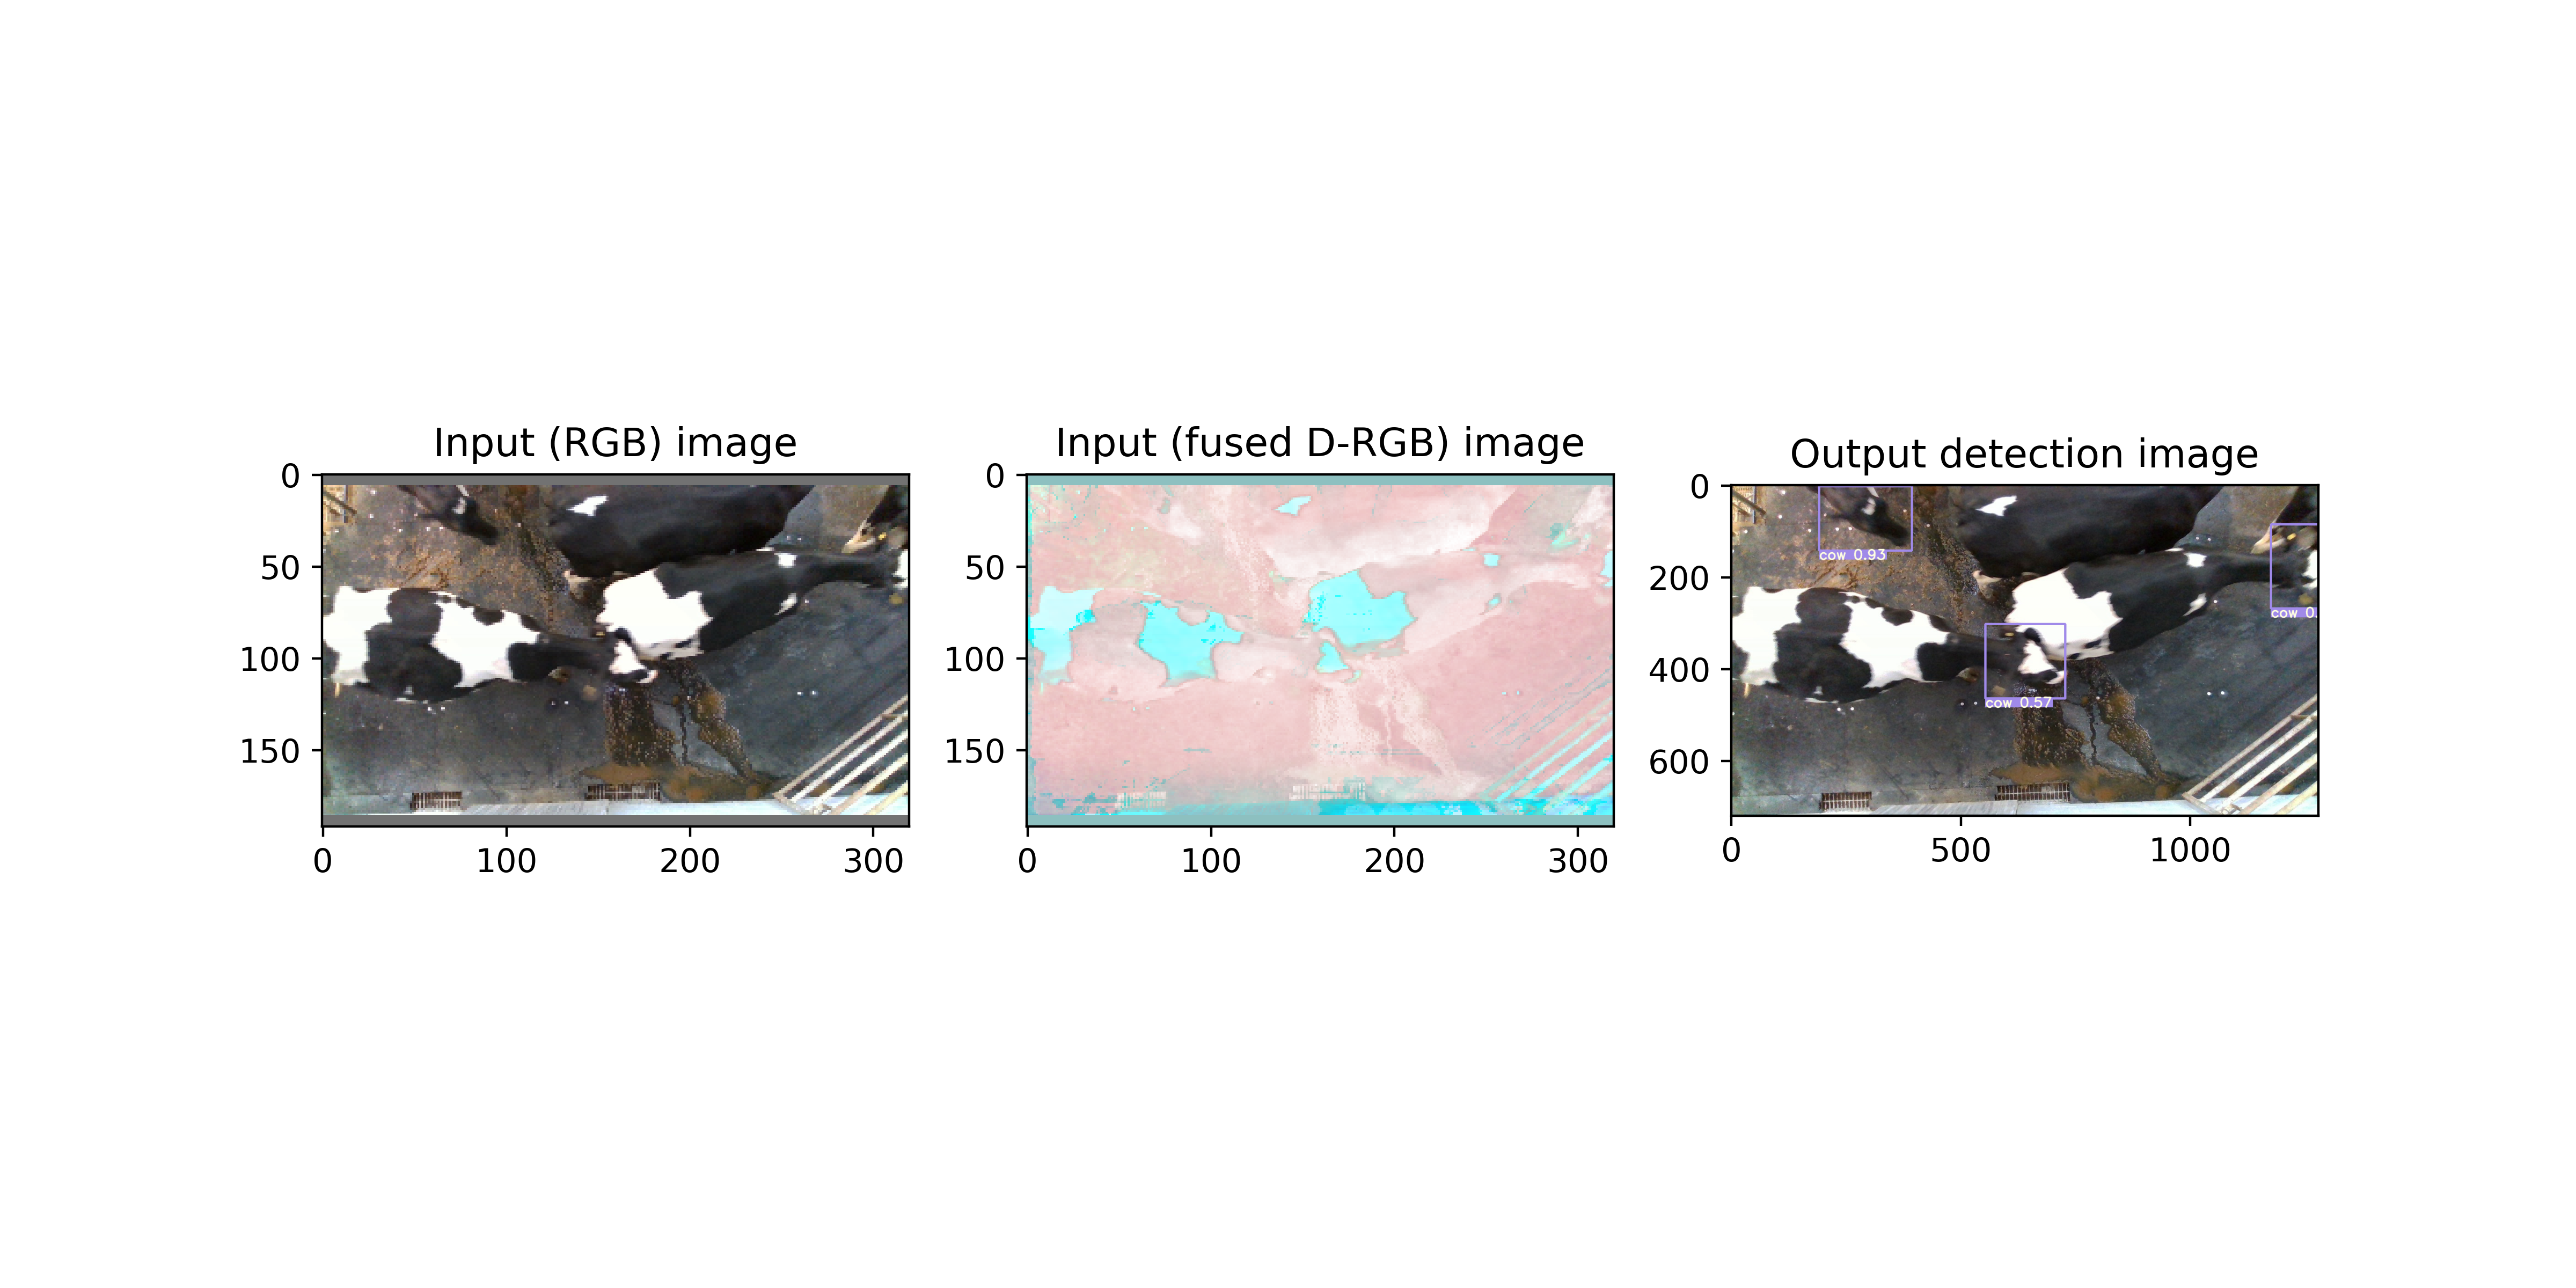 Input (RGB) image
0
50
100
150
0 100 200 300
Input (fused D-RGB) image
0
50
100
150
0 100 200 300
Output detection image
0
200
400
600
0 500 1000
cow 0.93
cow 0.
cow 0.57